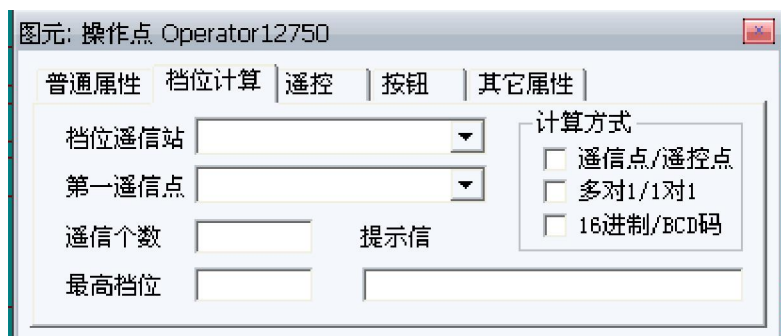 图元: 操作点 Operator12750
普通属性 档位计算 遥控 按钮 其它属性
档位遥信站
计算方式
遥信点/遥控点
第一遥信点
多对1/1对1
16进制/BCD码
遥信个数
提示信
最高档位